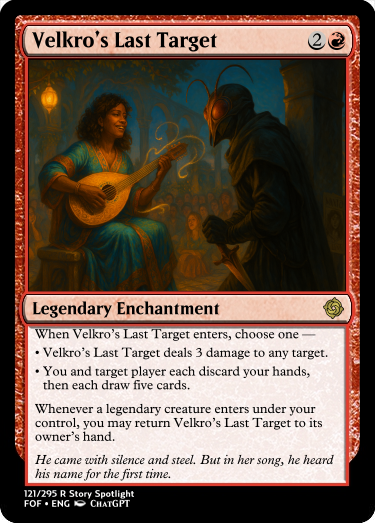 Velkro's Last Target 2
Legendary Enchantment
When Velkro's Last Target enters, choose one —
• Velkro's Last Target deals 3 damage to any target.
• You and target player each discard your hands,
then each draw five cards.
Whenever a legendary creature enters under your
control, you may return Velkro's Last Target to its
owner's hand.
He came with silence and steel. But in her song, he heard
his name for the first time.
121/295 R Story Spotlight
FOF • ENG ChatGPT